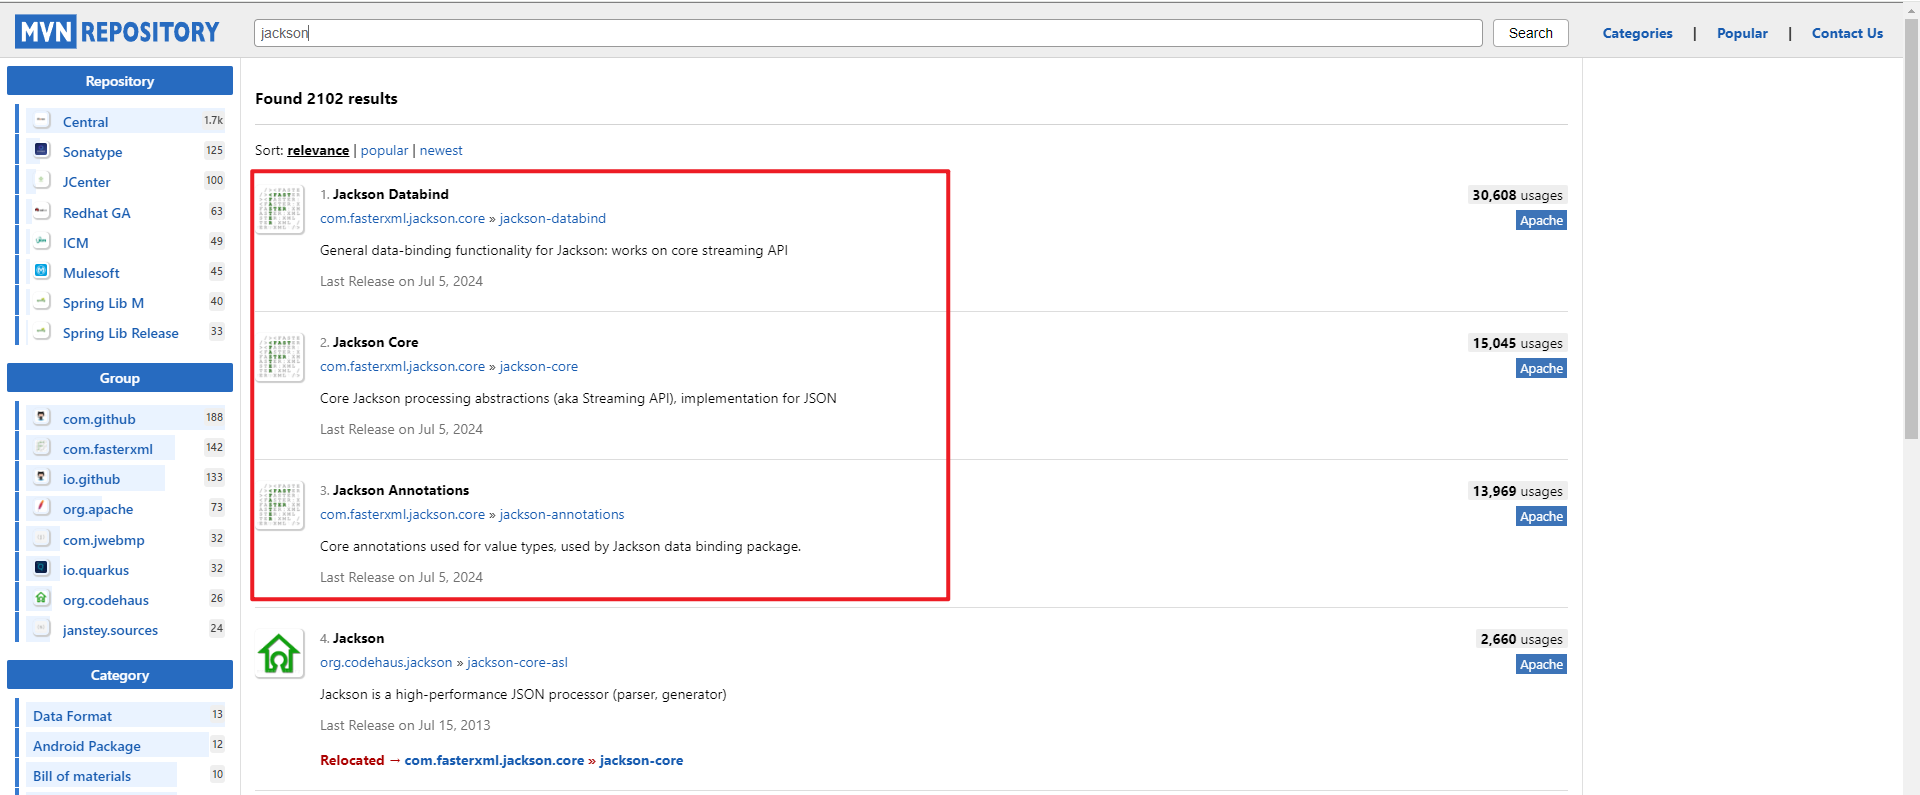 MVN REPOSITORY
jackson
Search
Categories | Popular | Contact Us
Repository
Central 1.7k
Sonatype 125
JCenter 100
Redhat GA 63
ICM 49
Mulesoft 45
Spring Lib M 40
Spring Lib Release 33
Group
com.github 188
com.fasterxml 142
io.github 133
org.apache 73
com.jwebmp 32
io.quarkus 32
org.codehaus 26
janstey.sources 24
Category
Data Format 13
Android Package 12
Bill of materials 10
Found 2102 results
Sort: relevance | popular | newest
1. Jackson Databind
30,608 usages
com.fasterxml.jackson.core » jackson-databind
Apache
General data-binding functionality for Jackson: works on core streaming API
Last Release on Jul 5, 2024
2. Jackson Core
15,045 usages
com.fasterxml.jackson.core » jackson-core
Apache
Core Jackson processing abstractions (aka Streaming API), implementation for JSON
Last Release on Jul 5, 2024
3. Jackson Annotations
13,969 usages
com.fasterxml.jackson.core » jackson-annotations
Apache
Core annotations used for value types, used by Jackson data binding package.
Last Release on Jul 5, 2024
4. Jackson
2,660 usages
org.codehaus.jackson » jackson-core-asl
Apache
Jackson is a high-performance JSON processor (parser, generator)
Last Release on Jul 15, 2013
Relocated → com.fasterxml.jackson.core » jackson-core